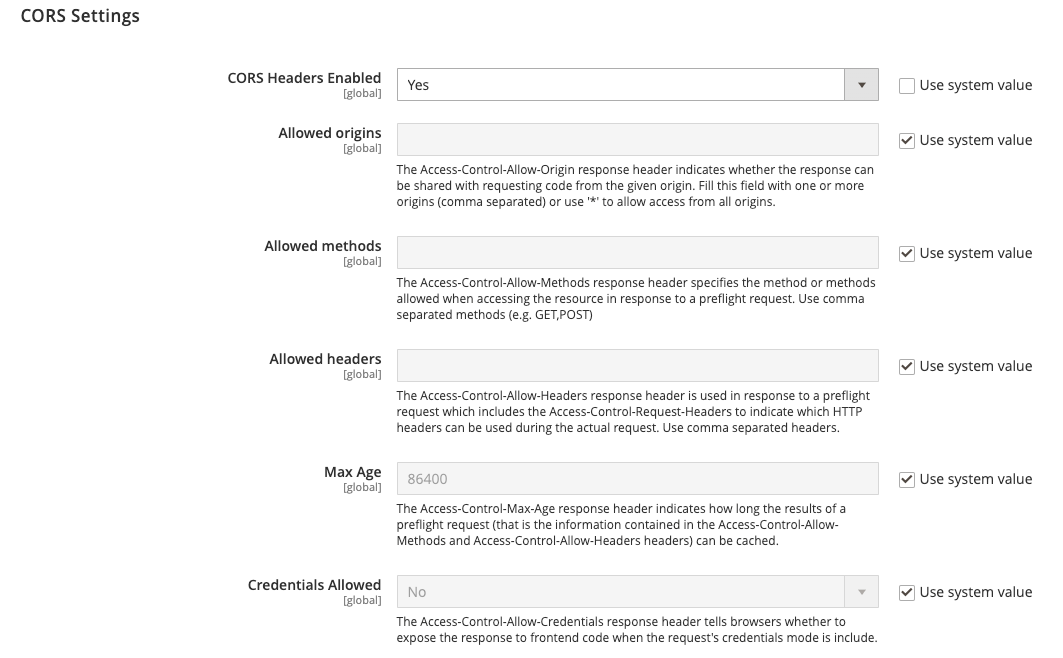 CORS Settings
CORS Headers Enabled
[global]
Yes
Use system value
Allowed origins
[global]
Use system value
The Access-Control-Allow-Origin response header indicates whether the response can
be shared with requesting code from the given origin. Fill this field with one or more
origins (comma separated) or use '*' to allow access from all origins.
Allowed methods
[global]
Use system value
The Access-Control-Allow-Methods response header specifies the method or methods
allowed when accessing the resource in response to a preflight request. Use comma
separated methods (e.g. GET,POST)
Allowed headers
[global]
Use system value
The Access-Control-Allow-Headers response header is used in response to a preflight
request which includes the Access-Control-Request-Headers to indicate which HTTP
headers can be used during the actual request. Use comma separated headers.
Max Age
[global]
86400
Use system value
The Access-Control-Max-Age response header indicates how long the results of a
preflight request (that is the information contained in the Access-Control-Allow-
Methods and Access-Control-Allow-Headers headers) can be cached.
Credentials Allowed
[global]
No
Use system value
The Access-Control-Allow-Credentials response header tells browsers whether to
expose the response to frontend code when the request's credentials mode is include.